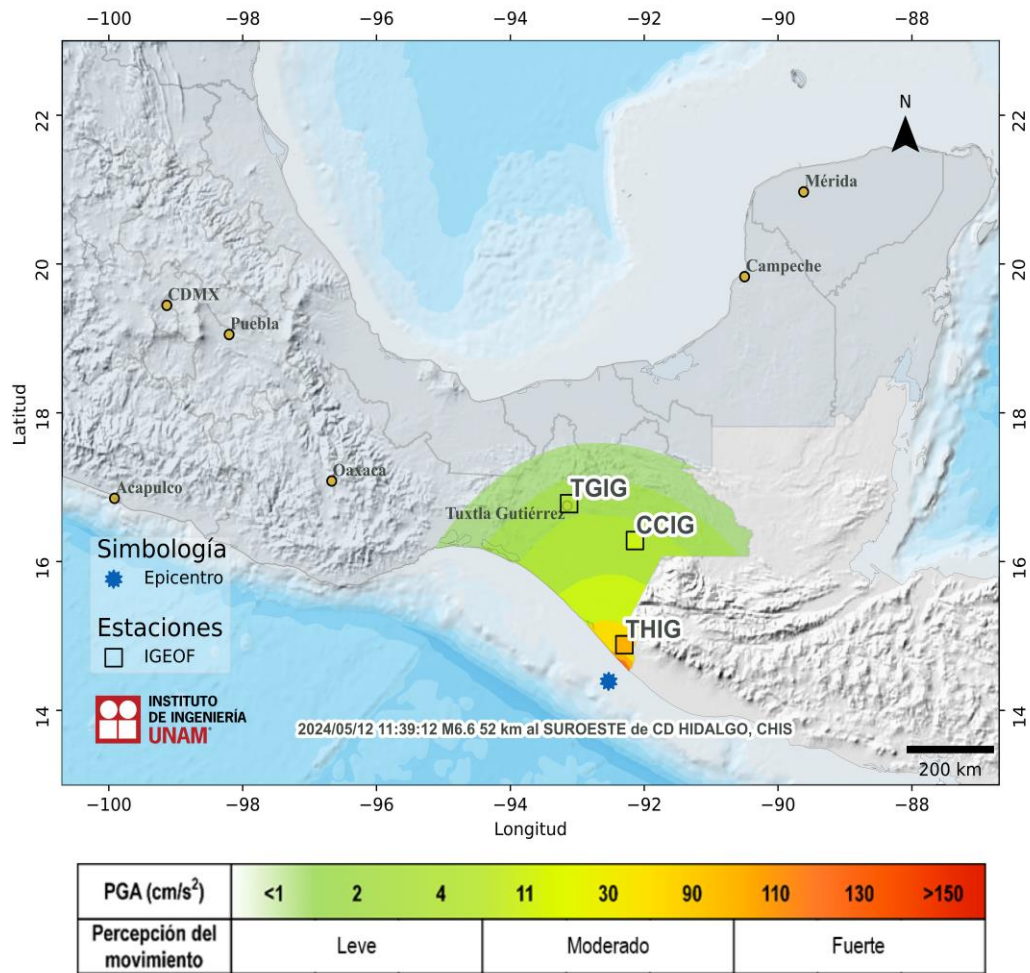 −100 −98 −96 −94 −92 −90 −88
N
22 22
Mérida
20 Campeche 20
CDMX
Puebla
Latitud
18 18
Oaxaca
TGIG
Acapulco
Tuxtla Gutiérrez
CCIG
Simbología
16 16
Epicentro
Estaciones
THIG
IGEOF
INSTITUTO
DE INGENIERÍA
UNAM
14 14
2024/05/12 11:39:12 M6.6 52 km al SUROESTE de CD HIDALGO, CHIS
200 km
−100 −98 −96 −94 −92 −90 −88
Longitud
PGA (cm/s²) <1 2 4 11 30 90 110 130 >150
Percepción del
movimiento Leve Moderado Fuerte